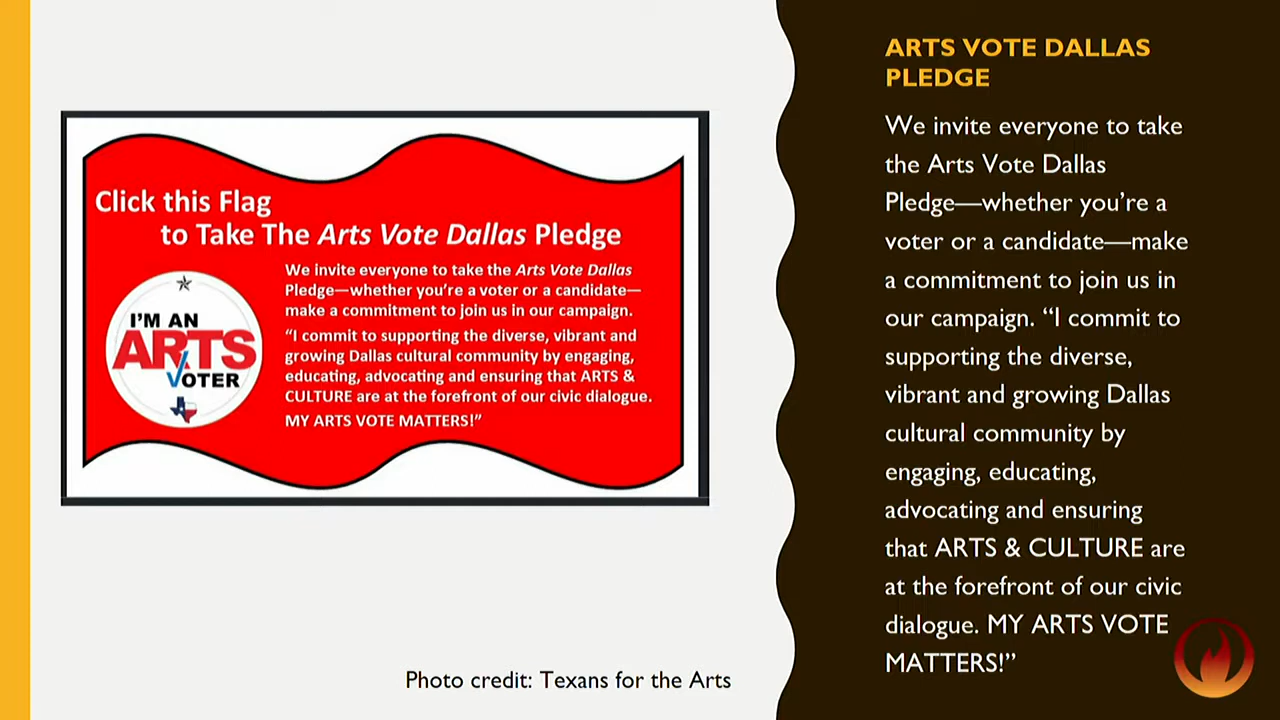 Click this Flag
to Take The Arts Vote Dallas Pledge
We invite everyone to take the Arts Vote Dallas
Pledge—whether you're a voter or a candidate—
make a commitment to join us in our campaign.
"I commit to supporting the diverse, vibrant and
growing Dallas cultural community by engaging,
educating, advocating and ensuring that ARTS &
CULTURE are at the forefront of our civic dialogue.
MY ARTS VOTE MATTERS!"
I'M AN
ARTS
VOTER
Photo credit: Texans for the Arts
ARTS VOTE DALLAS
PLEDGE
We invite everyone to take
the Arts Vote Dallas
Pledge—whether you're a
voter or a candidate—make
a commitment to join us in
our campaign. "I commit to
supporting the diverse,
vibrant and growing Dallas
cultural community by
engaging, educating,
advocating and ensuring
that ARTS & CULTURE are
at the forefront of our civic
dialogue. MY ARTS VOTE
MATTERS!"